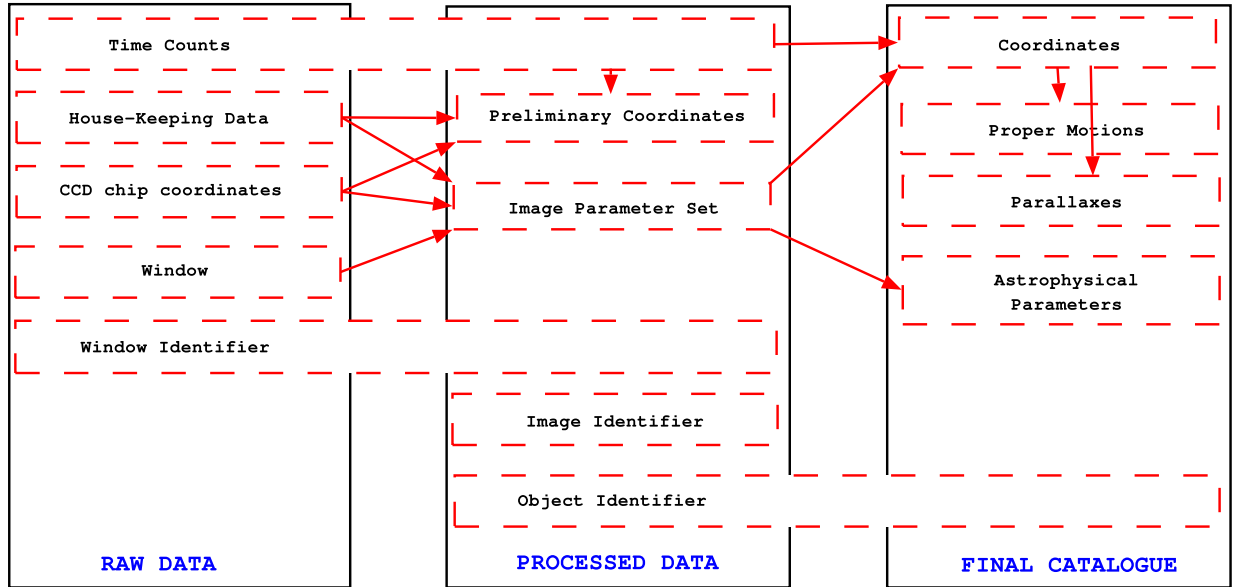 Time Counts
House-Keeping Data
CCD chip coordinates
Window
Window Identifier
RAW DATA
Preliminary Coordinates
Image Parameter Set
Image Identifier
Object Identifier
PROCESSED DATA
Coordinates
Proper Motions
Parallaxes
Astrophysical
Parameters
FINAL CATALOGUE